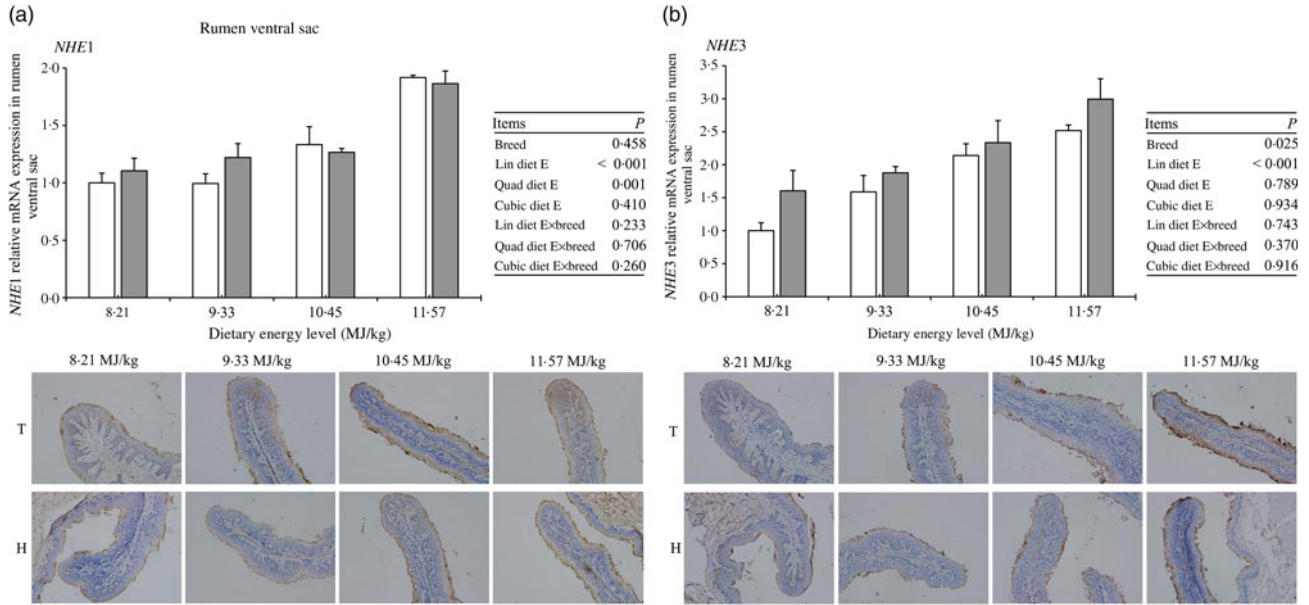 (a)
Rumen ventral sac
NHE1
NHE1 relative mRNA expression in rumen
ventral sac
2·0
1·5
1·0
0·5
0·0
8·21 9·33 10·45 11·57
Dietary energy level (MJ/kg)
Items P
Breed 0·458
Lin diet E < 0·001
Quad diet E 0·001
Cubic diet E 0·410
Lin diet E×breed 0·233
Quad diet E×breed 0·706
Cubic diet E×breed 0·260
8·21 MJ/kg 9·33 MJ/kg 10·45 MJ/kg 11·57 MJ/kg
T
H
(b)
NHE3
NHE3 relative mRNA expression in rumen
ventral sac
3·5
3·0
2·5
2·0
1·5
1·0
0·5
0·0
8·21 9·33 10·45 11·57
Dietary energy level (MJ/kg)
Items P
Breed 0·025
Lin diet E < 0·001
Quad diet E 0·789
Cubic diet E 0·934
Lin diet E×breed 0·743
Quad diet E×breed 0·370
Cubic diet E×breed 0·916
8·21 MJ/kg 9·33 MJ/kg 10·45 MJ/kg 11·57 MJ/kg
T
H